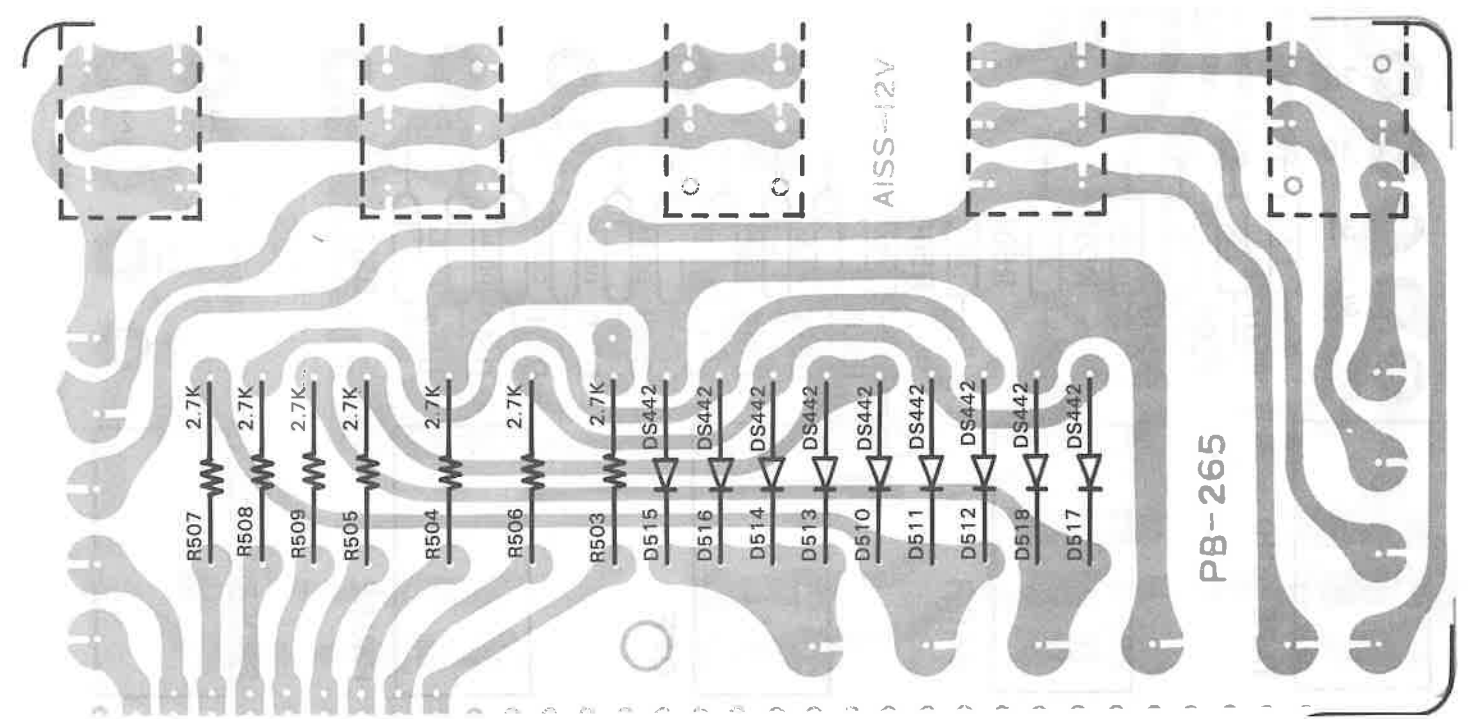 AISS-12V
2.7K
2.7K
2.7K
2.7K
2.7K
2.7K
2.7K
DS442
DS442
DS442
DS442
DS442
DS442
DS442
DS442
DS442
R507
R508
R509
R505
R504
R506
R503
D515
D516
D514
D513
D510
D511
D512
D518
D517
PB-265